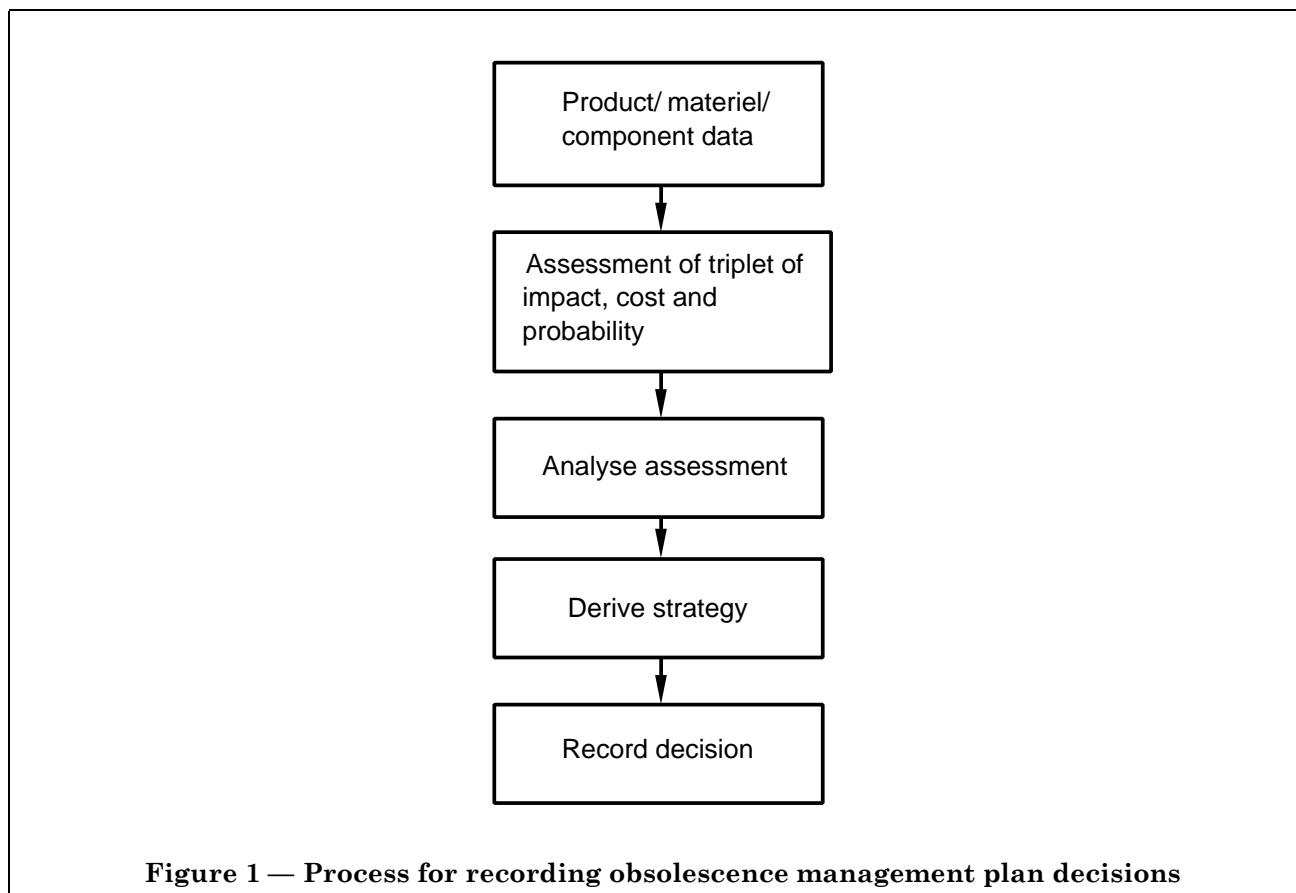 Product/ materiel/
component data
Assessment of triplet of
impact, cost and
probability
Analyse assessment
Derive strategy
Record decision
Figure 1 — Process for recording obsolescence management plan decisions